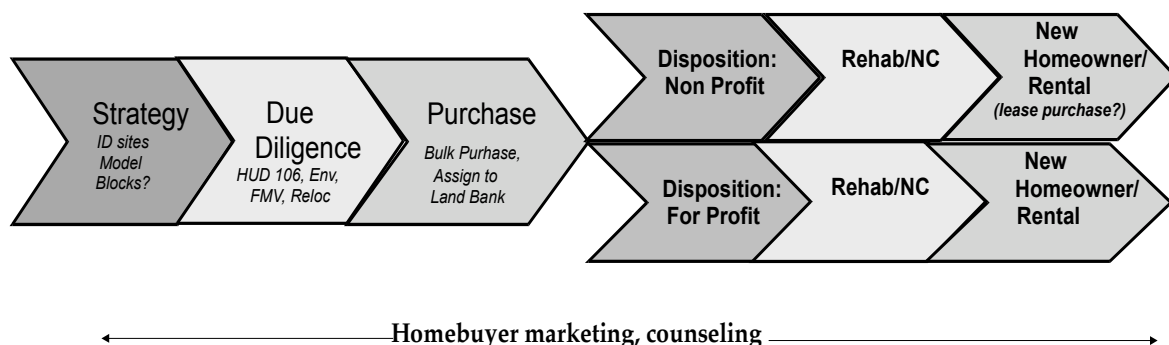 Strategy
ID sites
Model
Blocks?
Due
Diligence
HUD 106, Env,
FMV, Reloc
Purchase
Bulk Purhase,
Assign to
Land Bank
Disposition:
Non Profit
Rehab/NC
New
Homeowner/
Rental
(lease purchase?)
Disposition:
For Profit
Rehab/NC
New
Homeowner/
Rental
Homebuyer marketing, counseling